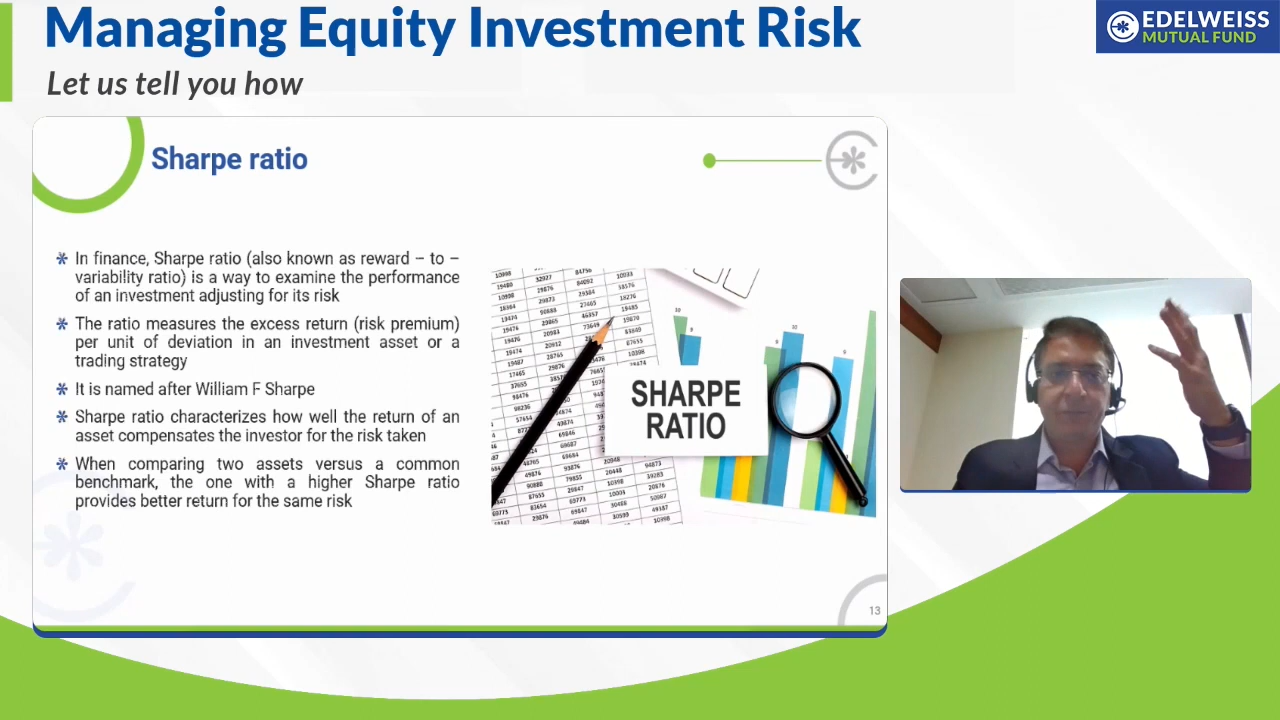 Managing Equity Investment Risk
Let us tell you how
EDELWEISS
MUTUAL FUND
Sharpe ratio
In finance, Sharpe ratio (also known as reward – to –
variability ratio) is a way to examine the performance
of an investment adjusting for its risk
The ratio measures the excess return (risk premium)
per unit of deviation in an investment asset or a
trading strategy
It is named after William F Sharpe
Sharpe ratio characterizes how well the return of an
asset compensates the investor for the risk taken
When comparing two assets versus a common
benchmark, the one with a higher Sharpe ratio
provides better return for the same risk
SHARPE
RATIO
13